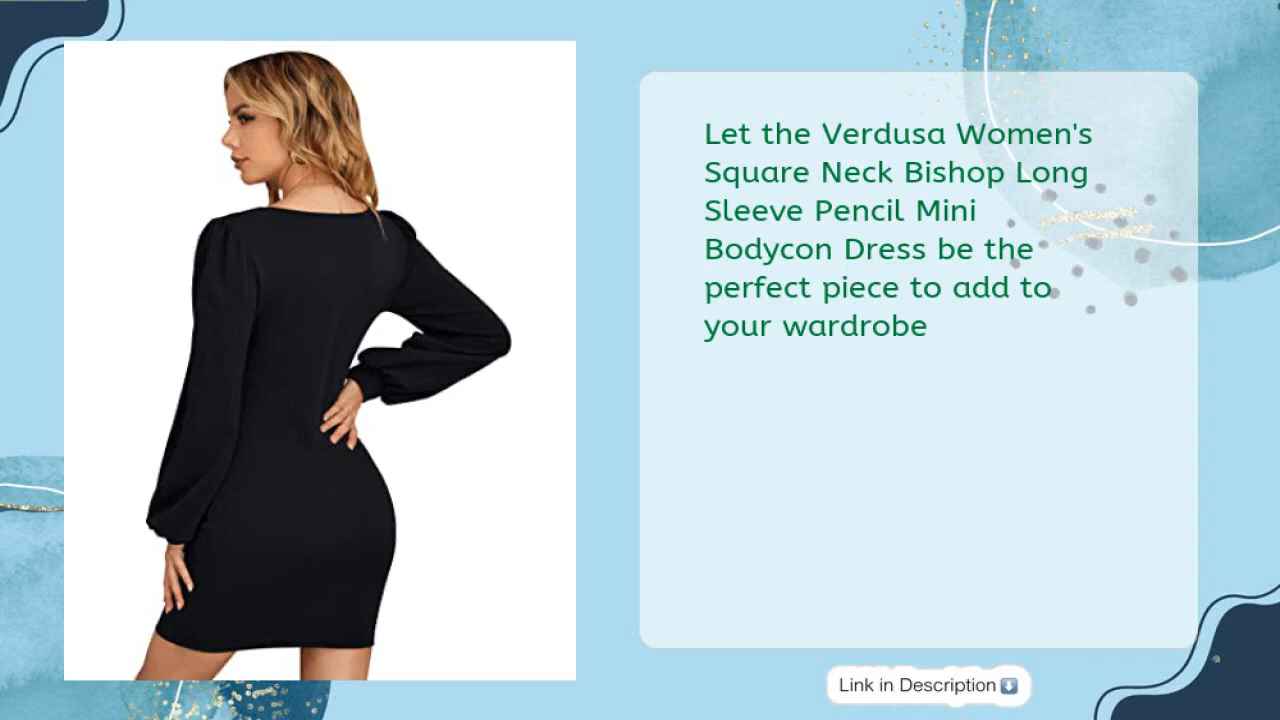 Let the Verdusa Women's
Square Neck Bishop Long
Sleeve Pencil Mini
Bodycon Dress be the
perfect piece to add to
your wardrobe
Link in Description⬇️